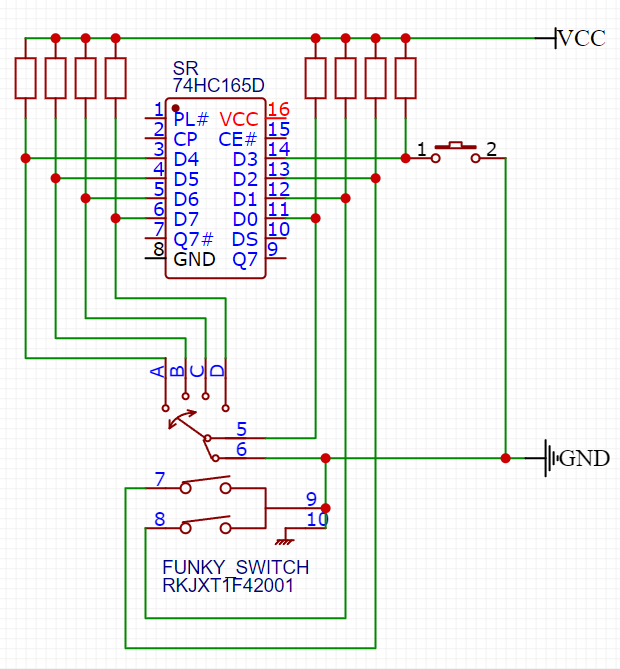 VCC
SR
74HC165D
1 PL# VCC 16
2 CP CE# 15
3 D4 D3 14
4 D5 D2 13
5 D6 D1 12
6 D7 D0 11
7 Q7# DS 10
8 GND Q7 9
1 2
A B C D
5
6
GND
7
9
8
10
FUNKY SWITCH
RKJXT1F42001